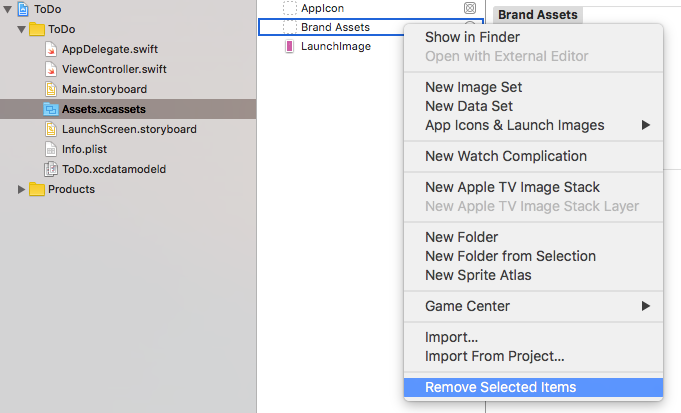 ToDo
ToDo
AppDelegate.swift
ViewController.swift
Main.storyboard
Assets.xcassets
LaunchScreen.storyboard
Info.plist
ToDo.xcdatamodeld
Products
AppIcon
Brand Assets
LaunchImage
Brand Assets
Show in Finder
Open with External Editor
New Image Set
New Data Set
App Icons & Launch Images
New Watch Complication
New Apple TV Image Stack
New Apple TV Image Stack Layer
New Folder
New Folder from Selection
New Sprite Atlas
Game Center
Import...
Import From Project...
Remove Selected Items